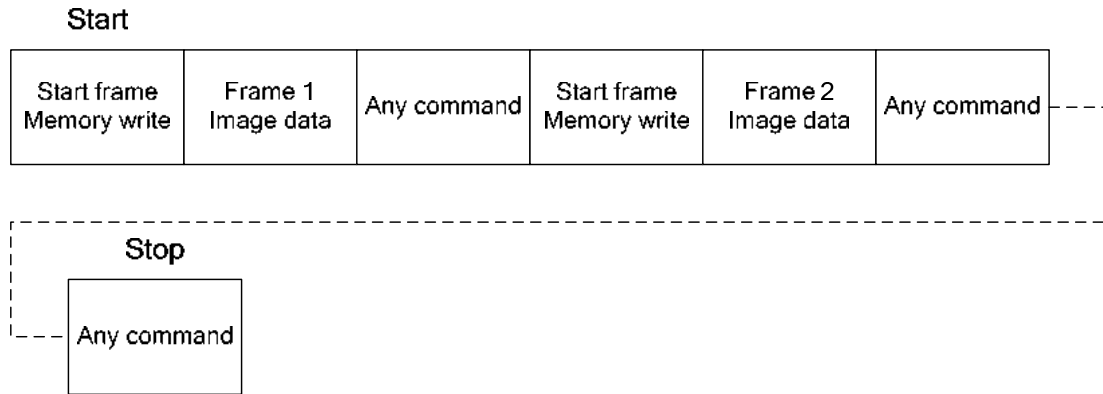 Start
Start frame
Memory write
Frame 1
Image data
Any command
Start frame
Memory write
Frame 2
Image data
Any command
Stop
Any command